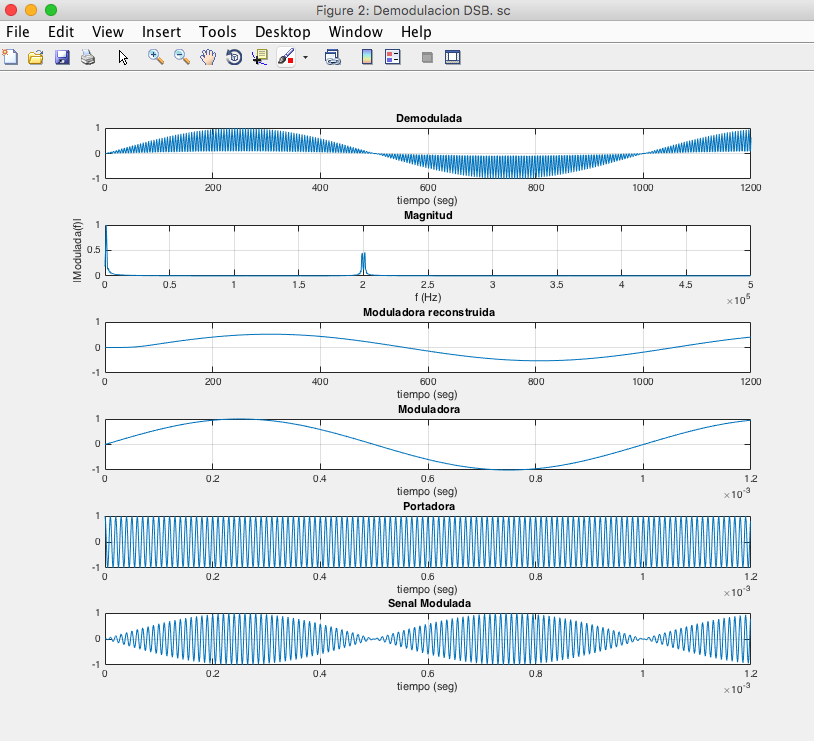 Figure 2: Demodulacion DSB. sc
File Edit View Insert Tools Desktop Window Help
Demodulada
1
0
-1
0 200 400 600 800 1000 1200
tiempo (seg)
Magnitud
|Modulada(f)|
1
0.5
0
0 0.5 1 1.5 2 2.5 3 3.5 4 4.5 5
f (Hz)
×10^5
Moduladora reconstruida
1
0
-1
0 200 400 600 800 1000 1200
tiempo (seg)
Moduladora
1
0
-1
0 0.2 0.4 0.6 0.8 1 1.2
tiempo (seg)
×10^-3
Portadora
1
0
-1
0 0.2 0.4 0.6 0.8 1 1.2
tiempo (seg)
×10^-3
Senal Modulada
1
0
-1
0 0.2 0.4 0.6 0.8 1 1.2
tiempo (seg)
×10^-3